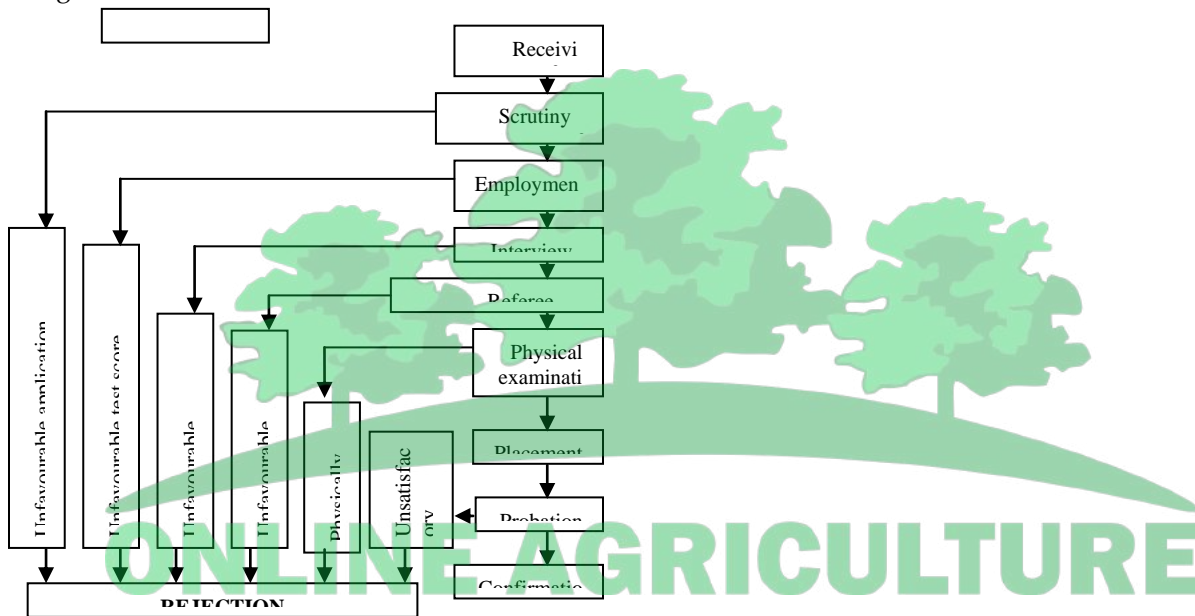 Receivi
Scrutiny
Employmen
Interview
Referee
Physical
examinati
Placement
Probation
Confirmatio
Unfavourable application
Unfavourable test score
Unfavourable
Unfavourable
Physically
Unsatisfac
ory
REJECTION
ONLINE AGRICULTURE